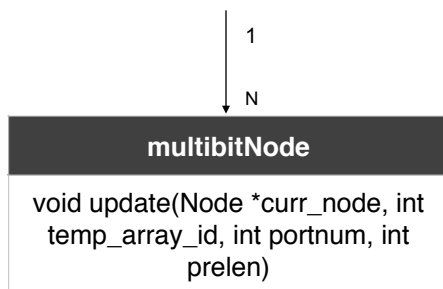 1
N
multibitNode
void update(Node *curr_node, int
temp_array_id, int portnum, int
prelen)